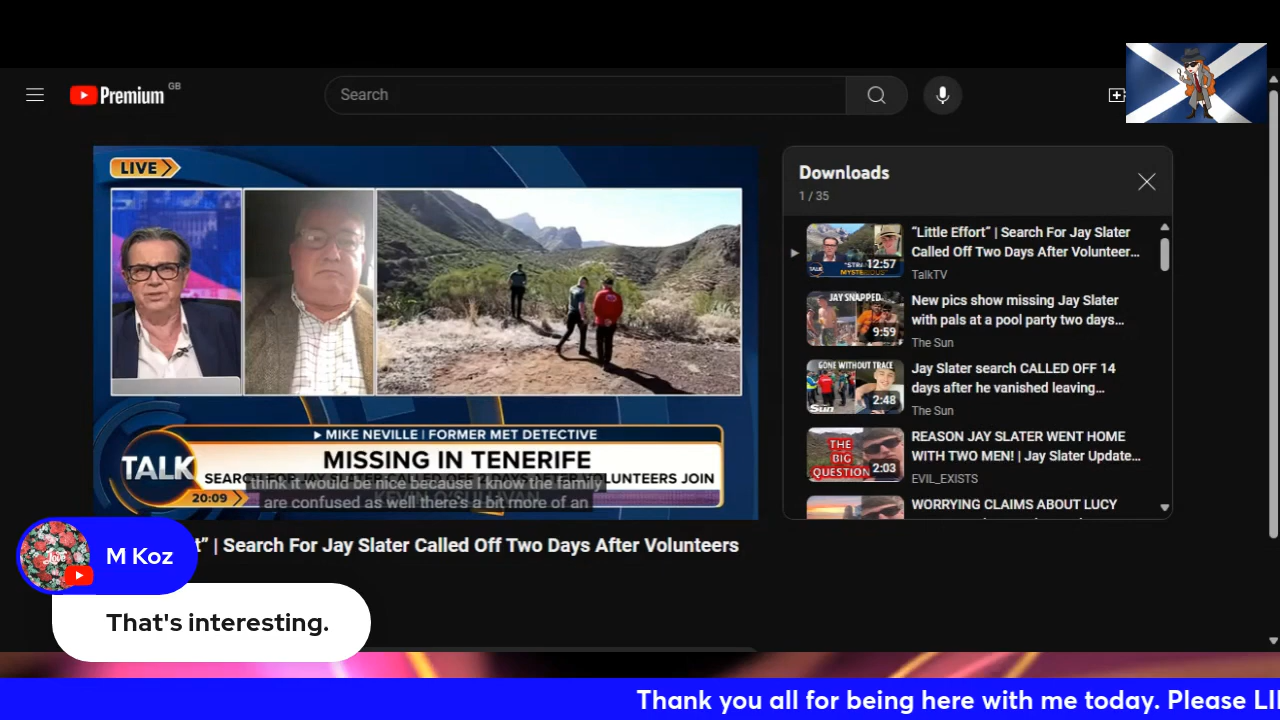 Premium GB
Search
LIVE
▶ MIKE NEVILLE | FORMER MET DETECTIVE
MISSING IN TENERIFE
TALK
LUNTEERS JOIN
think it would be nice because I know the family
are confused as well there's a bit more of an
20:09
t” | Search For Jay Slater Called Off Two Days After Volunteers
Downloads
1 / 35
“Little Effort” | Search For Jay Slater
Called Off Two Days After Volunteer...
TalkTV
12:57
New pics show missing Jay Slater
with pals at a pool party two days...
The Sun
JAY SNAPPED
9:59
Jay Slater search CALLED OFF 14
days after he vanished leaving...
The Sun
GONE WITHOUT TRACE
Sun
2:48
REASON JAY SLATER WENT HOME
WITH TWO MEN! | Jay Slater Update...
EVIL_EXISTS
THE
BIG
QUESTION
2:03
WORRYING CLAIMS ABOUT LUCY
Love
M Koz
That's interesting.
Thank you all for being here with me today. Please LI